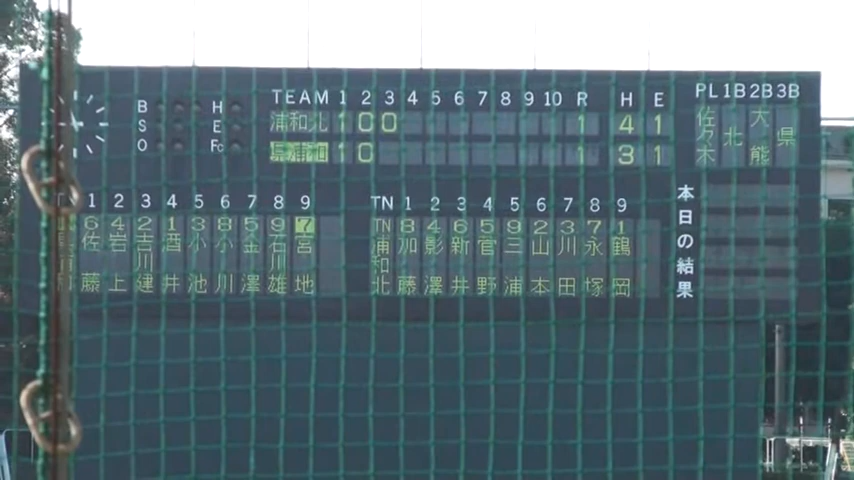 B H TEAM 1 2 3 4 5 6 7 8 9 10 R H E PL 1B 2B 3B
S E 浦和北 1 0 0 1 4 1 佐々木 北 大熊 県
O Fc 県浦和 1 0 1 3 1
1 2 3 4 5 6 7 8 9 TN 1 2 3 4 5 6 7 8 9 本日の結果
6 4 2 1 3 8 5 9 7 TN 8 4 6 5 9 2 3 7 1
佐藤 岩上 吉川建 酒井 小池 小川 金澤 石川雄 宮地 浦和北 加藤 影澤 新井 菅野 三浦 山本 川田 永塚 鶴岡